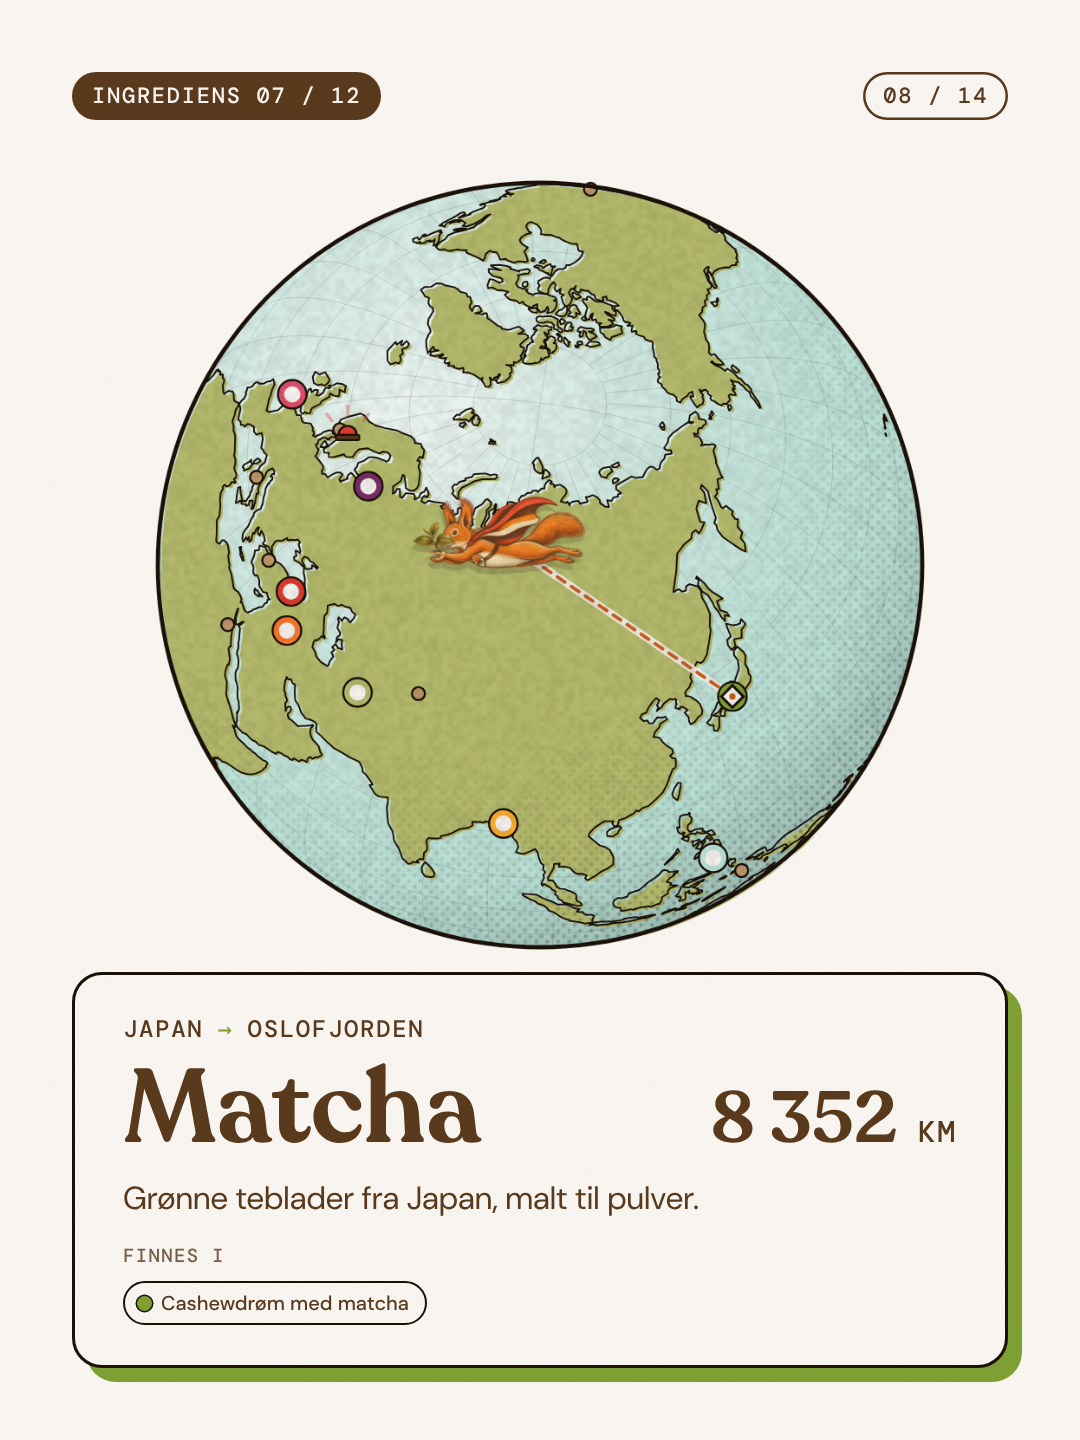 INGREDIENS 07 / 12
08 / 14
JAPAN → OSLOFJORDEN
Matcha
8 352 KM
Grønne teblader fra Japan, malt til pulver.
FINNES I
Cashewdrøm med matcha